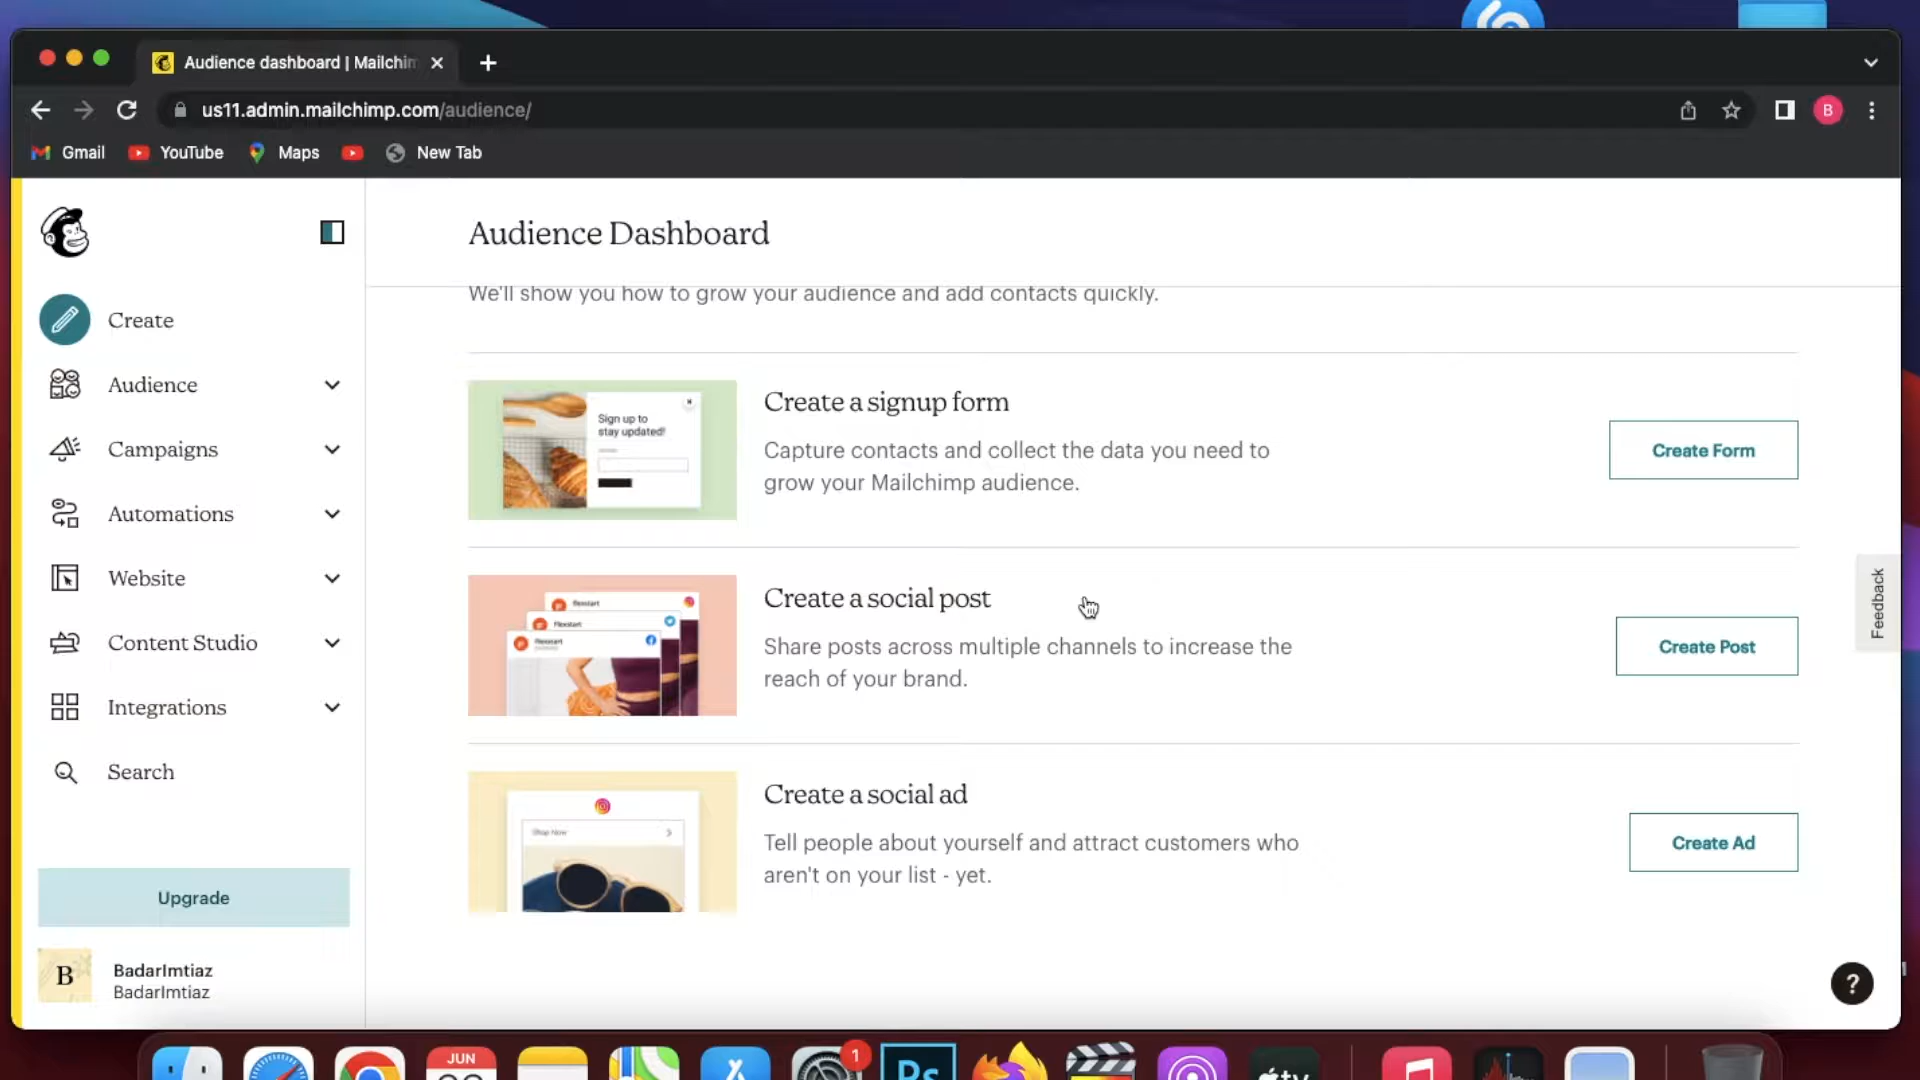 Audience dashboard | Mailchim
us11.admin.mailchimp.com/audience/
B
Gmail
YouTube
Maps
New Tab
Audience Dashboard
We'll show you how to grow your audience and add contacts quickly.
Create
Audience
Campaigns
Automations
Website
Content Studio
Integrations
Search
Upgrade
B
BadarImtiaz
BadarImtiaz
Sign up to
stay updated!
Create a signup form
Capture contacts and collect the data you need to
grow your Mailchimp audience.
Create Form
Create a social post
Share posts across multiple channels to increase the
reach of your brand.
Create Post
Shop Now
Create a social ad
Tell people about yourself and attract customers who
aren't on your list - yet.
Create Ad
Feedback
?
JUN
1
Ps
tv